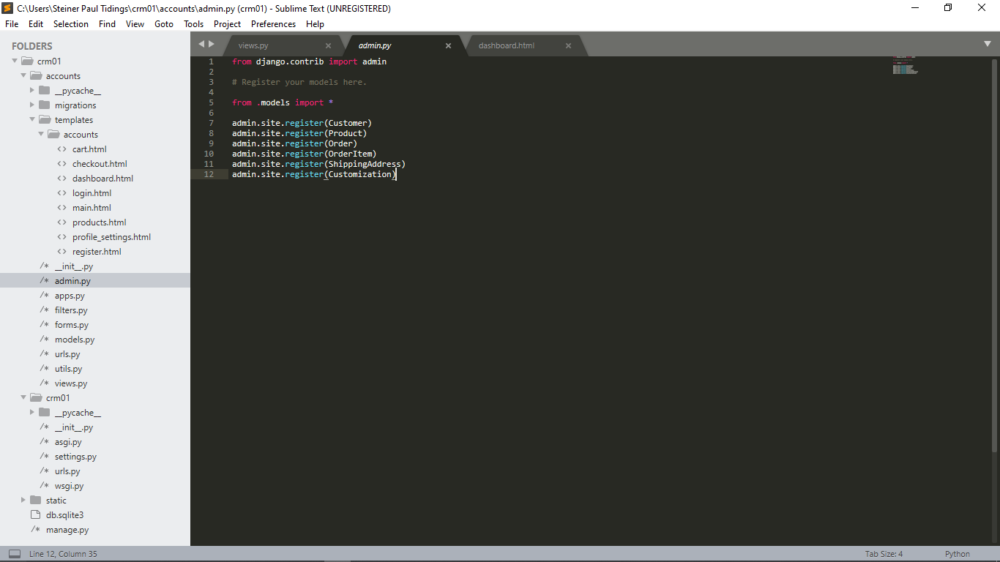 C:\Users\Steiner Paul Tidings\crm01\accounts\admin.py (crm01) - Sublime Text (UNREGISTERED)
File Edit Selection Find View Goto Tools Project Preferences Help
FOLDERS
crm01
accounts
__pycache__
migrations
templates
accounts
<> cart.html
<> checkout.html
<> dashboard.html
<> login.html
<> main.html
<> products.html
<> profile_settings.html
<> register.html
/* __init__.py
/* admin.py
/* apps.py
/* filters.py
/* forms.py
/* models.py
/* urls.py
/* utils.py
/* views.py
crm01
__pycache__
/* __init__.py
/* asgi.py
/* settings.py
/* urls.py
/* wsgi.py
static
db.sqlite3
/* manage.py
views.py × admin.py × dashboard.html ×
1 from django.contrib import admin
2
3 # Register your models here.
4
5 from .models import *
6
7 admin.site.register(Customer)
8 admin.site.register(Product)
9 admin.site.register(Order)
10 admin.site.register(OrderItem)
11 admin.site.register(ShippingAddress)
12 admin.site.register(Customization)
Line 12, Column 35 Tab Size: 4 Python